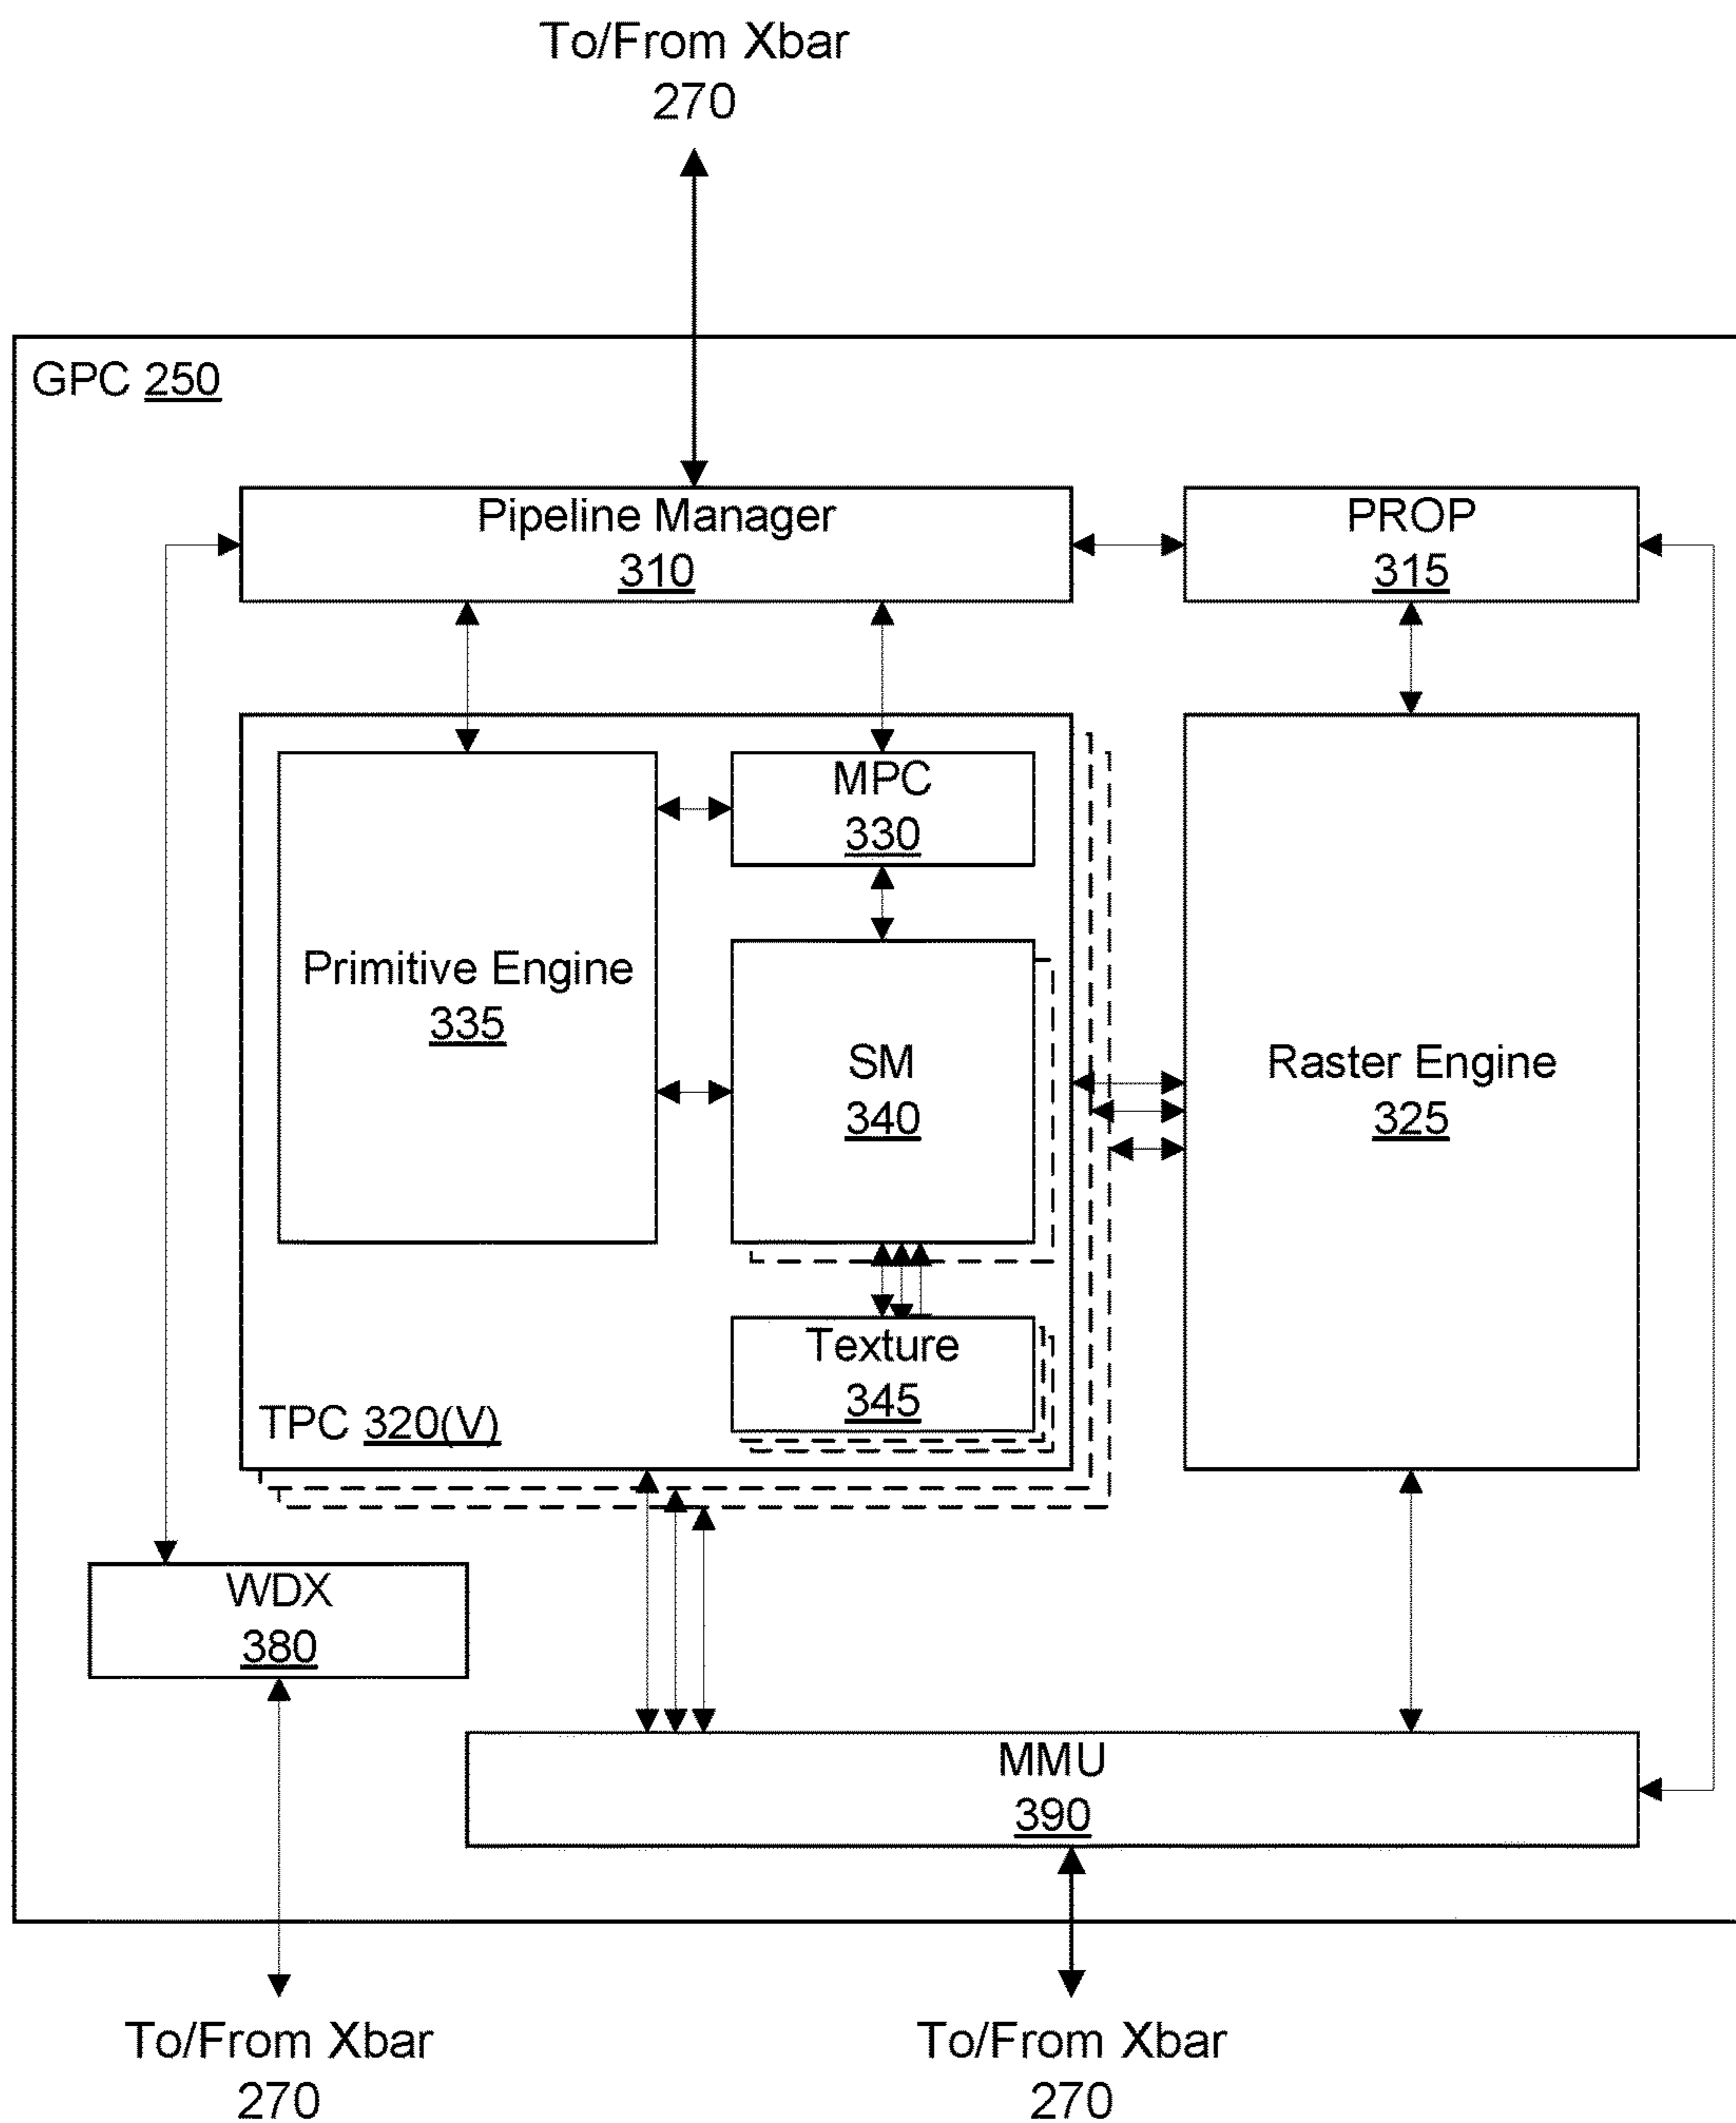 To/From Xbar
270
GPC 250
Pipeline Manager
310
PROP
315
MPC
330
Primitive Engine
335
SM
340
Raster Engine
325
Texture
345
TPC 320(V)
WDX
380
MMU
390
To/From Xbar
270
To/From Xbar
270